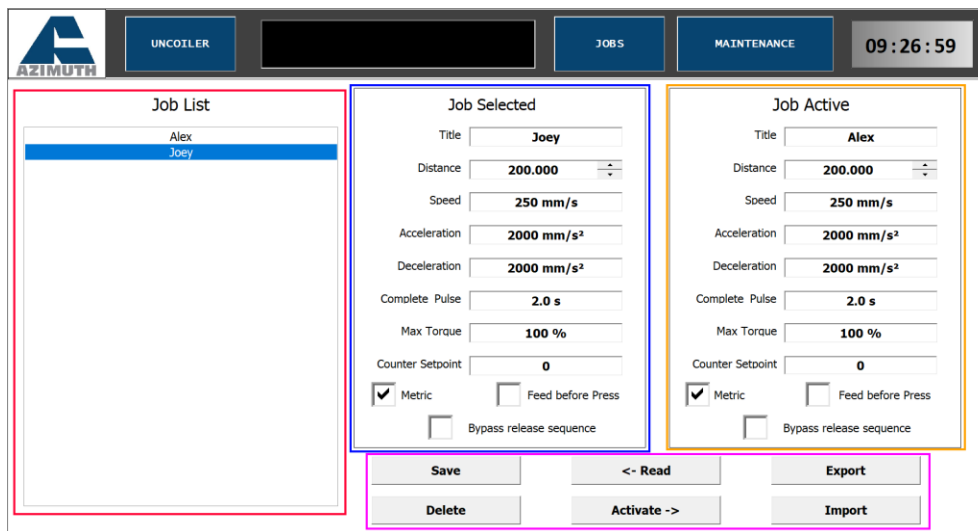 AZIMUTH
UNCOILER
JOBS
MAINTENANCE
09:26:59
Job List
Alex
Joey
Job Selected
Title Joey
Distance 200.000
Speed 250 mm/s
Acceleration 2000 mm/s²
Deceleration 2000 mm/s²
Complete Pulse 2.0 s
Max Torque 100 %
Counter Setpoint 0
Metric Feed before Press
Bypass release sequence
Job Active
Title Alex
Distance 200.000
Speed 250 mm/s
Acceleration 2000 mm/s²
Deceleration 2000 mm/s²
Complete Pulse 2.0 s
Max Torque 100 %
Counter Setpoint 0
Metric Feed before Press
Bypass release sequence
Save <- Read Export
Delete Activate -> Import